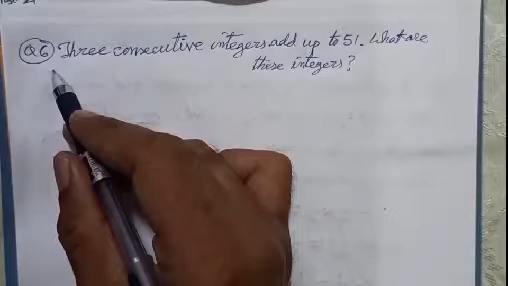 Q6 Three consecutive integers add up to 51. What are
these integers?